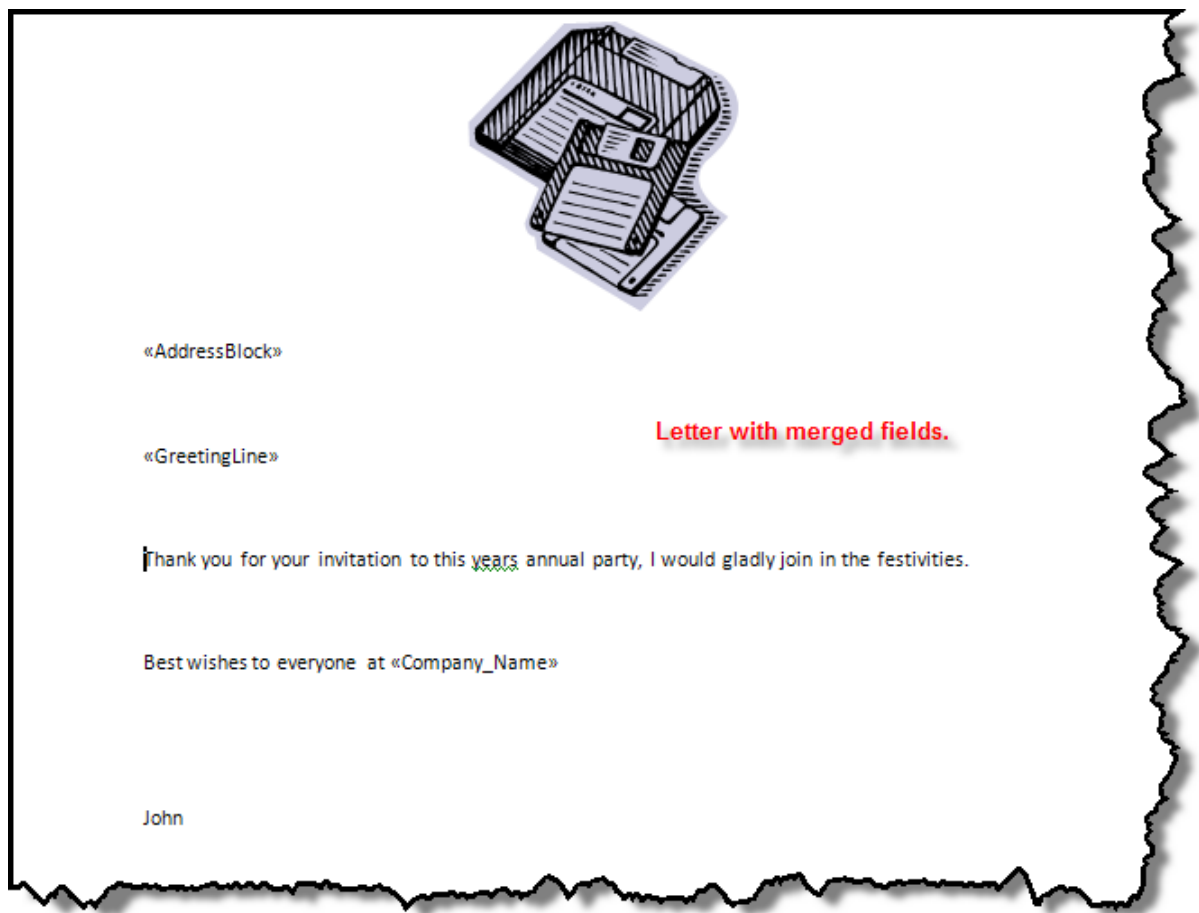 «AddressBlock»
Letter with merged fields.
«GreetingLine»
Thank you for your invitation to this years annual party, I would gladly join in the festivities.
Best wishes to everyone at «Company_Name»
John